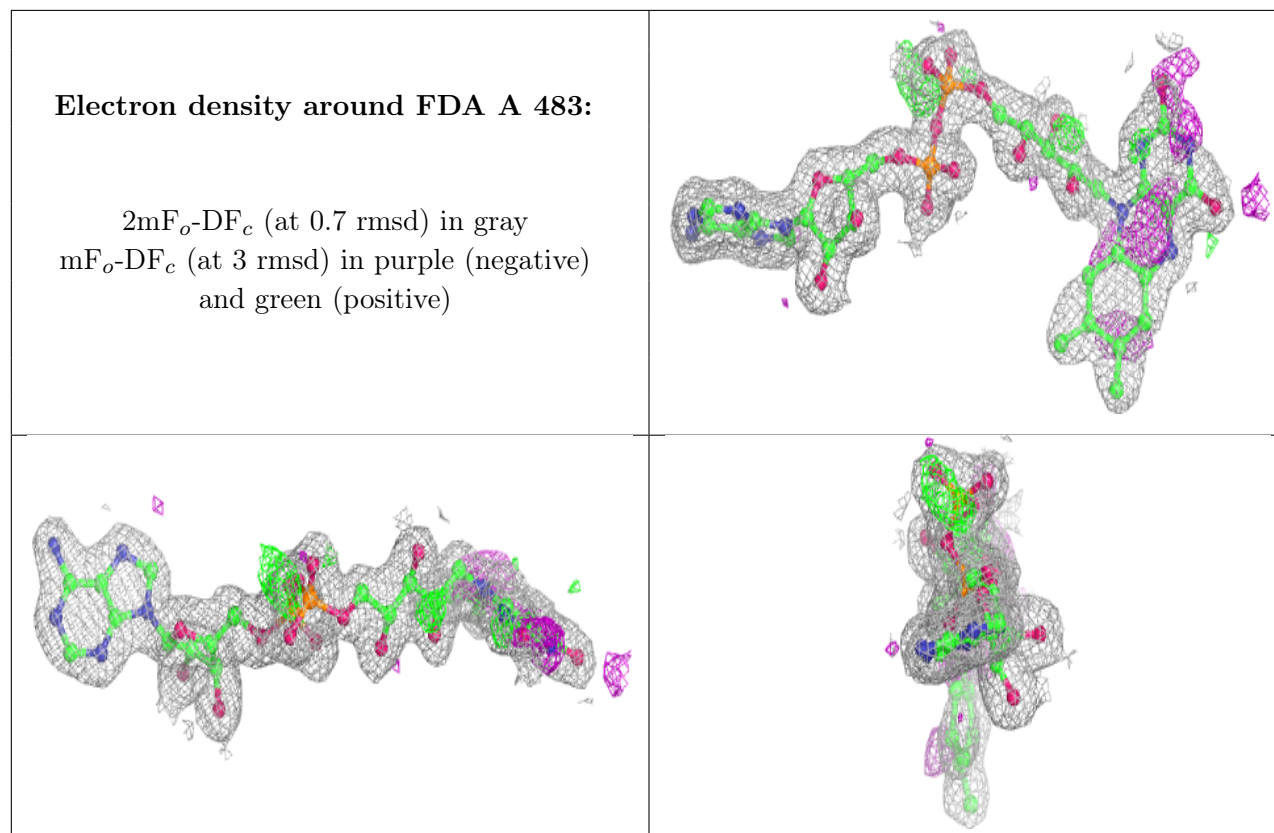 Electron density around FDA A 483:
2mFₒ-DF𝒸 (at 0.7 rmsd) in gray
mFₒ-DF𝒸 (at 3 rmsd) in purple (negative)
and green (positive)